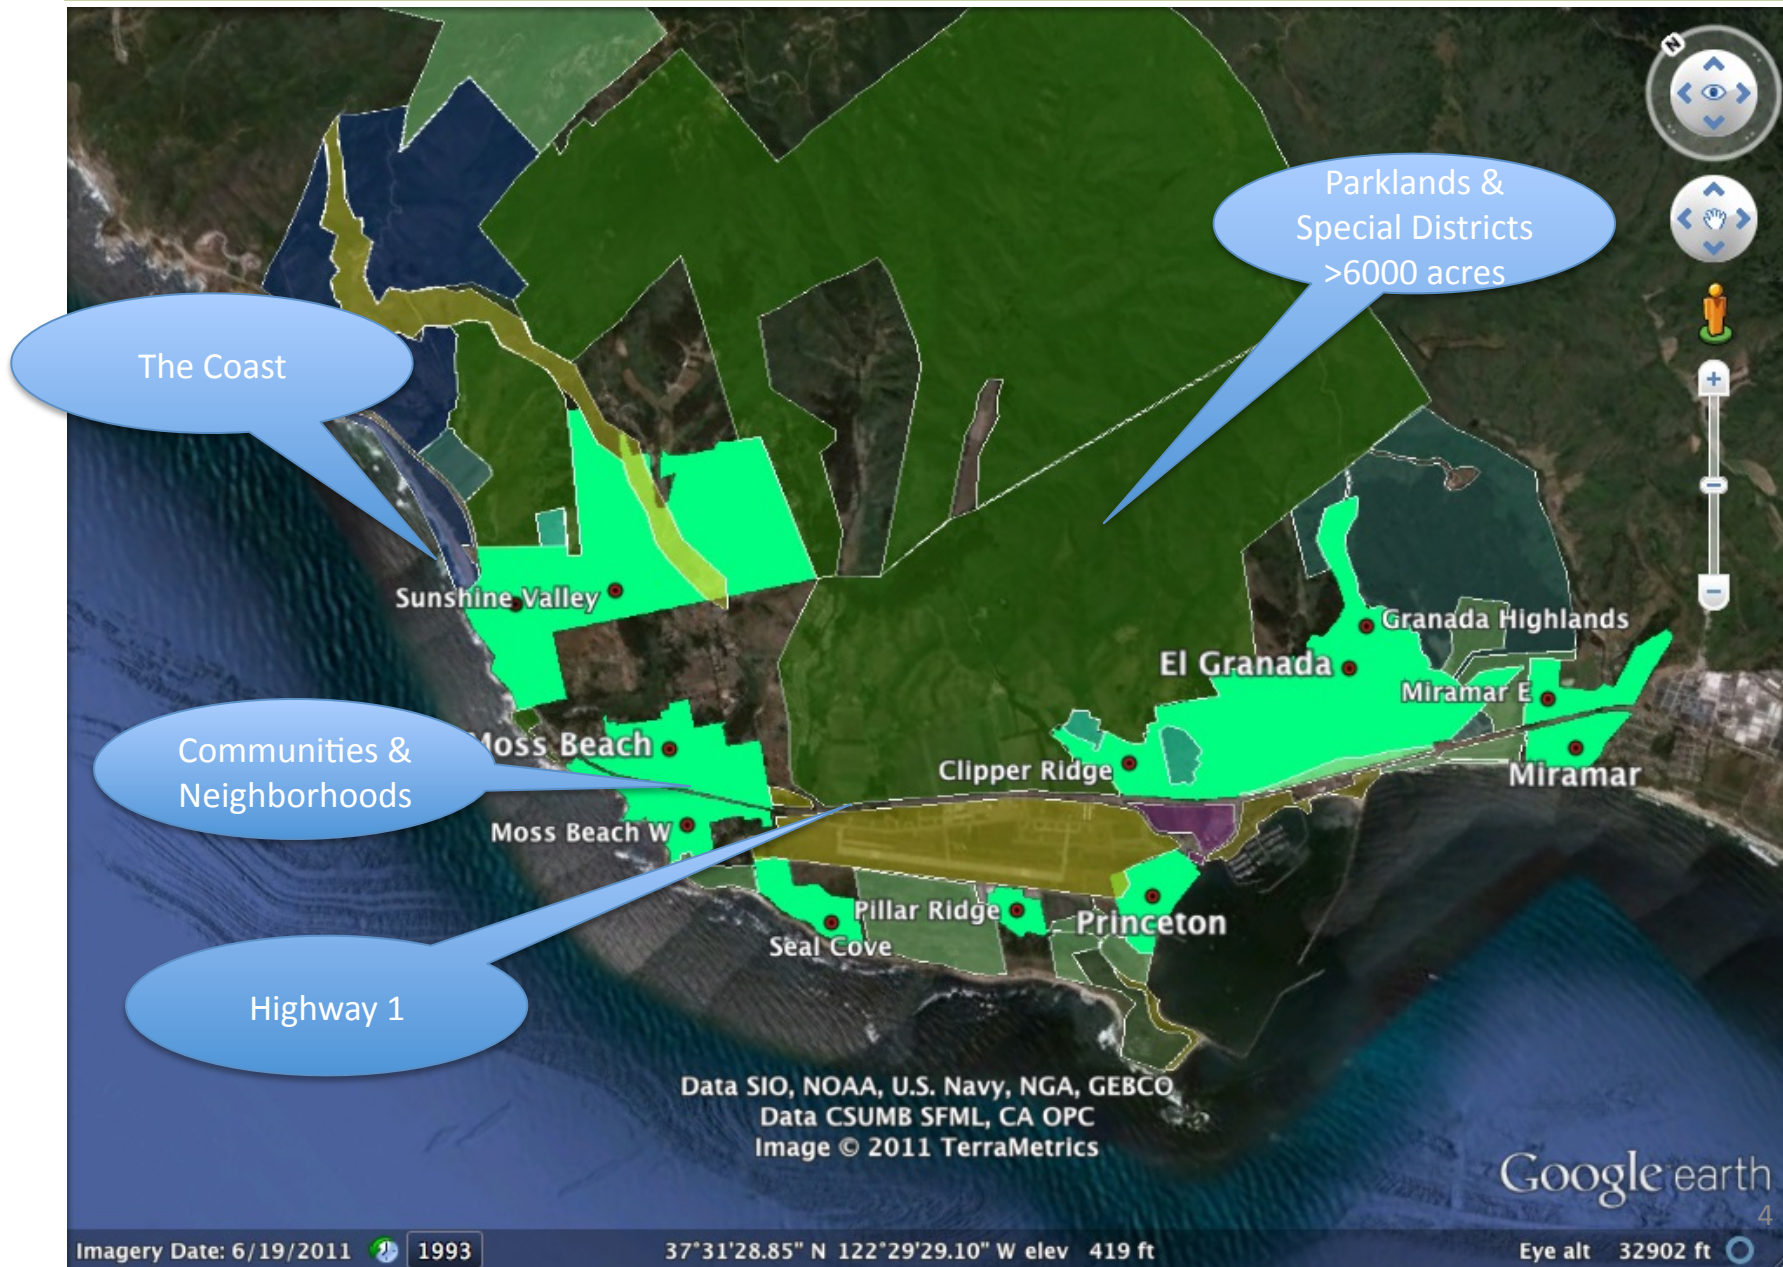 N
Parklands &
Special Districts
>6000 acres
The Coast
Sunshine Valley
Granada Highlands
El Granada
Miramar E
Communities &
Neighborhoods
Moss Beach
Clipper Ridge
Miramar
Moss Beach W
Pillar Ridge
Princeton
Seal Cove
Highway 1
Data SIO, NOAA, U.S. Navy, NGA, GEBCO
Data CSUMB SFML, CA OPC
Image © 2011 TerraMetrics
Google earth
4
Imagery Date: 6/19/2011 1993 37°31'28.85" N 122°29'29.10" W elev 419 ft Eye alt 32902 ft